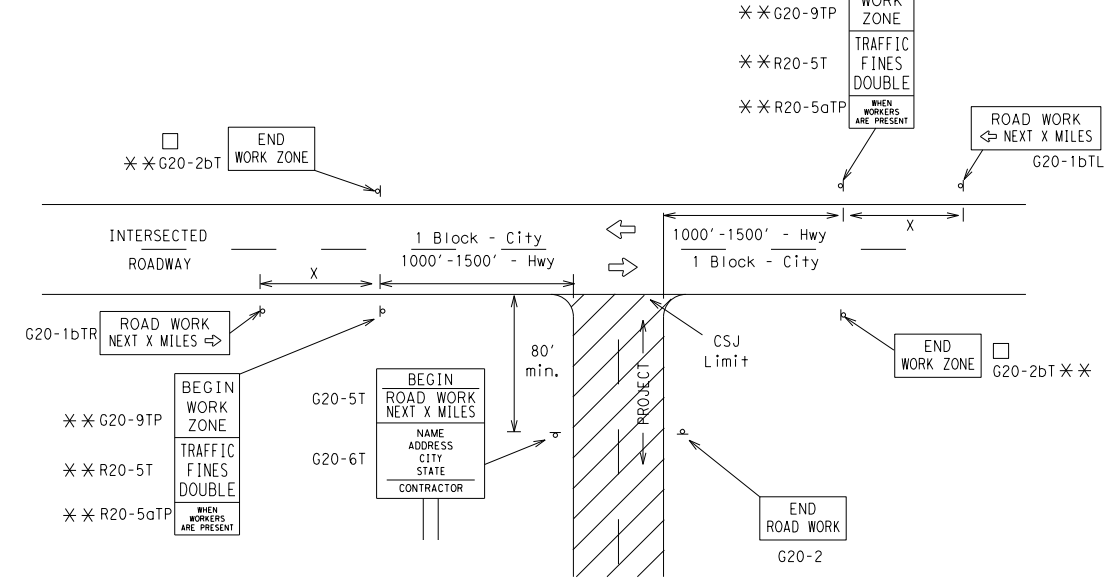 WORK
ZONE
✳✳G20-9TP
TRAFFIC
FINES
DOUBLE
✳✳R20-5T
WHEN
WORKERS
ARE PRESENT
✳✳R20-5aTP
ROAD WORK
⇦ NEXT X MILES
G20-1bTL
END
WORK ZONE
□
✳✳G20-2bT
INTERSECTED
ROADWAY
1 Block - City
1000'-1500' - Hwy
1000'-1500' - Hwy
1 Block - City
X
X
G20-1bTR
ROAD WORK
NEXT X MILES ⇨
80'
min.
PROJECT
CSJ
Limit
END
WORK ZONE
□
G20-2bT ✳✳
BEGIN
WORK
ZONE
✳✳G20-9TP
TRAFFIC
FINES
DOUBLE
✳✳R20-5T
WHEN
WORKERS
ARE PRESENT
✳✳R20-5aTP
BEGIN
ROAD WORK
NEXT X MILES
G20-5T
NAME
ADDRESS
CITY
STATE
CONTRACTOR
G20-6T
END
ROAD WORK
G20-2